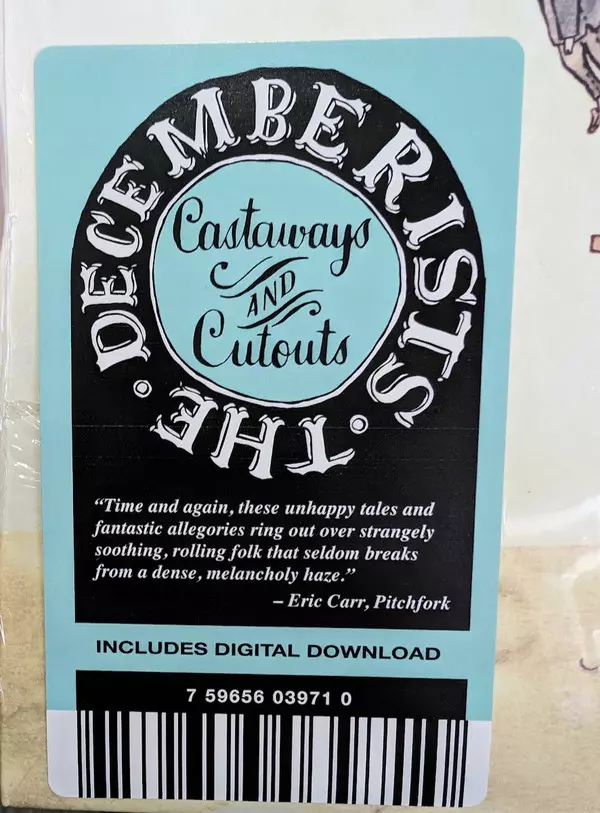 THE DECEMBERISTS
Castaways
AND
Cutouts
“Time and again, these unhappy tales and
fantastic allegories ring out over strangely
soothing, rolling folk that seldom breaks
from a dense, melancholy haze.”
– Eric Carr, Pitchfork
INCLUDES DIGITAL DOWNLOAD
7 59656 03971 0